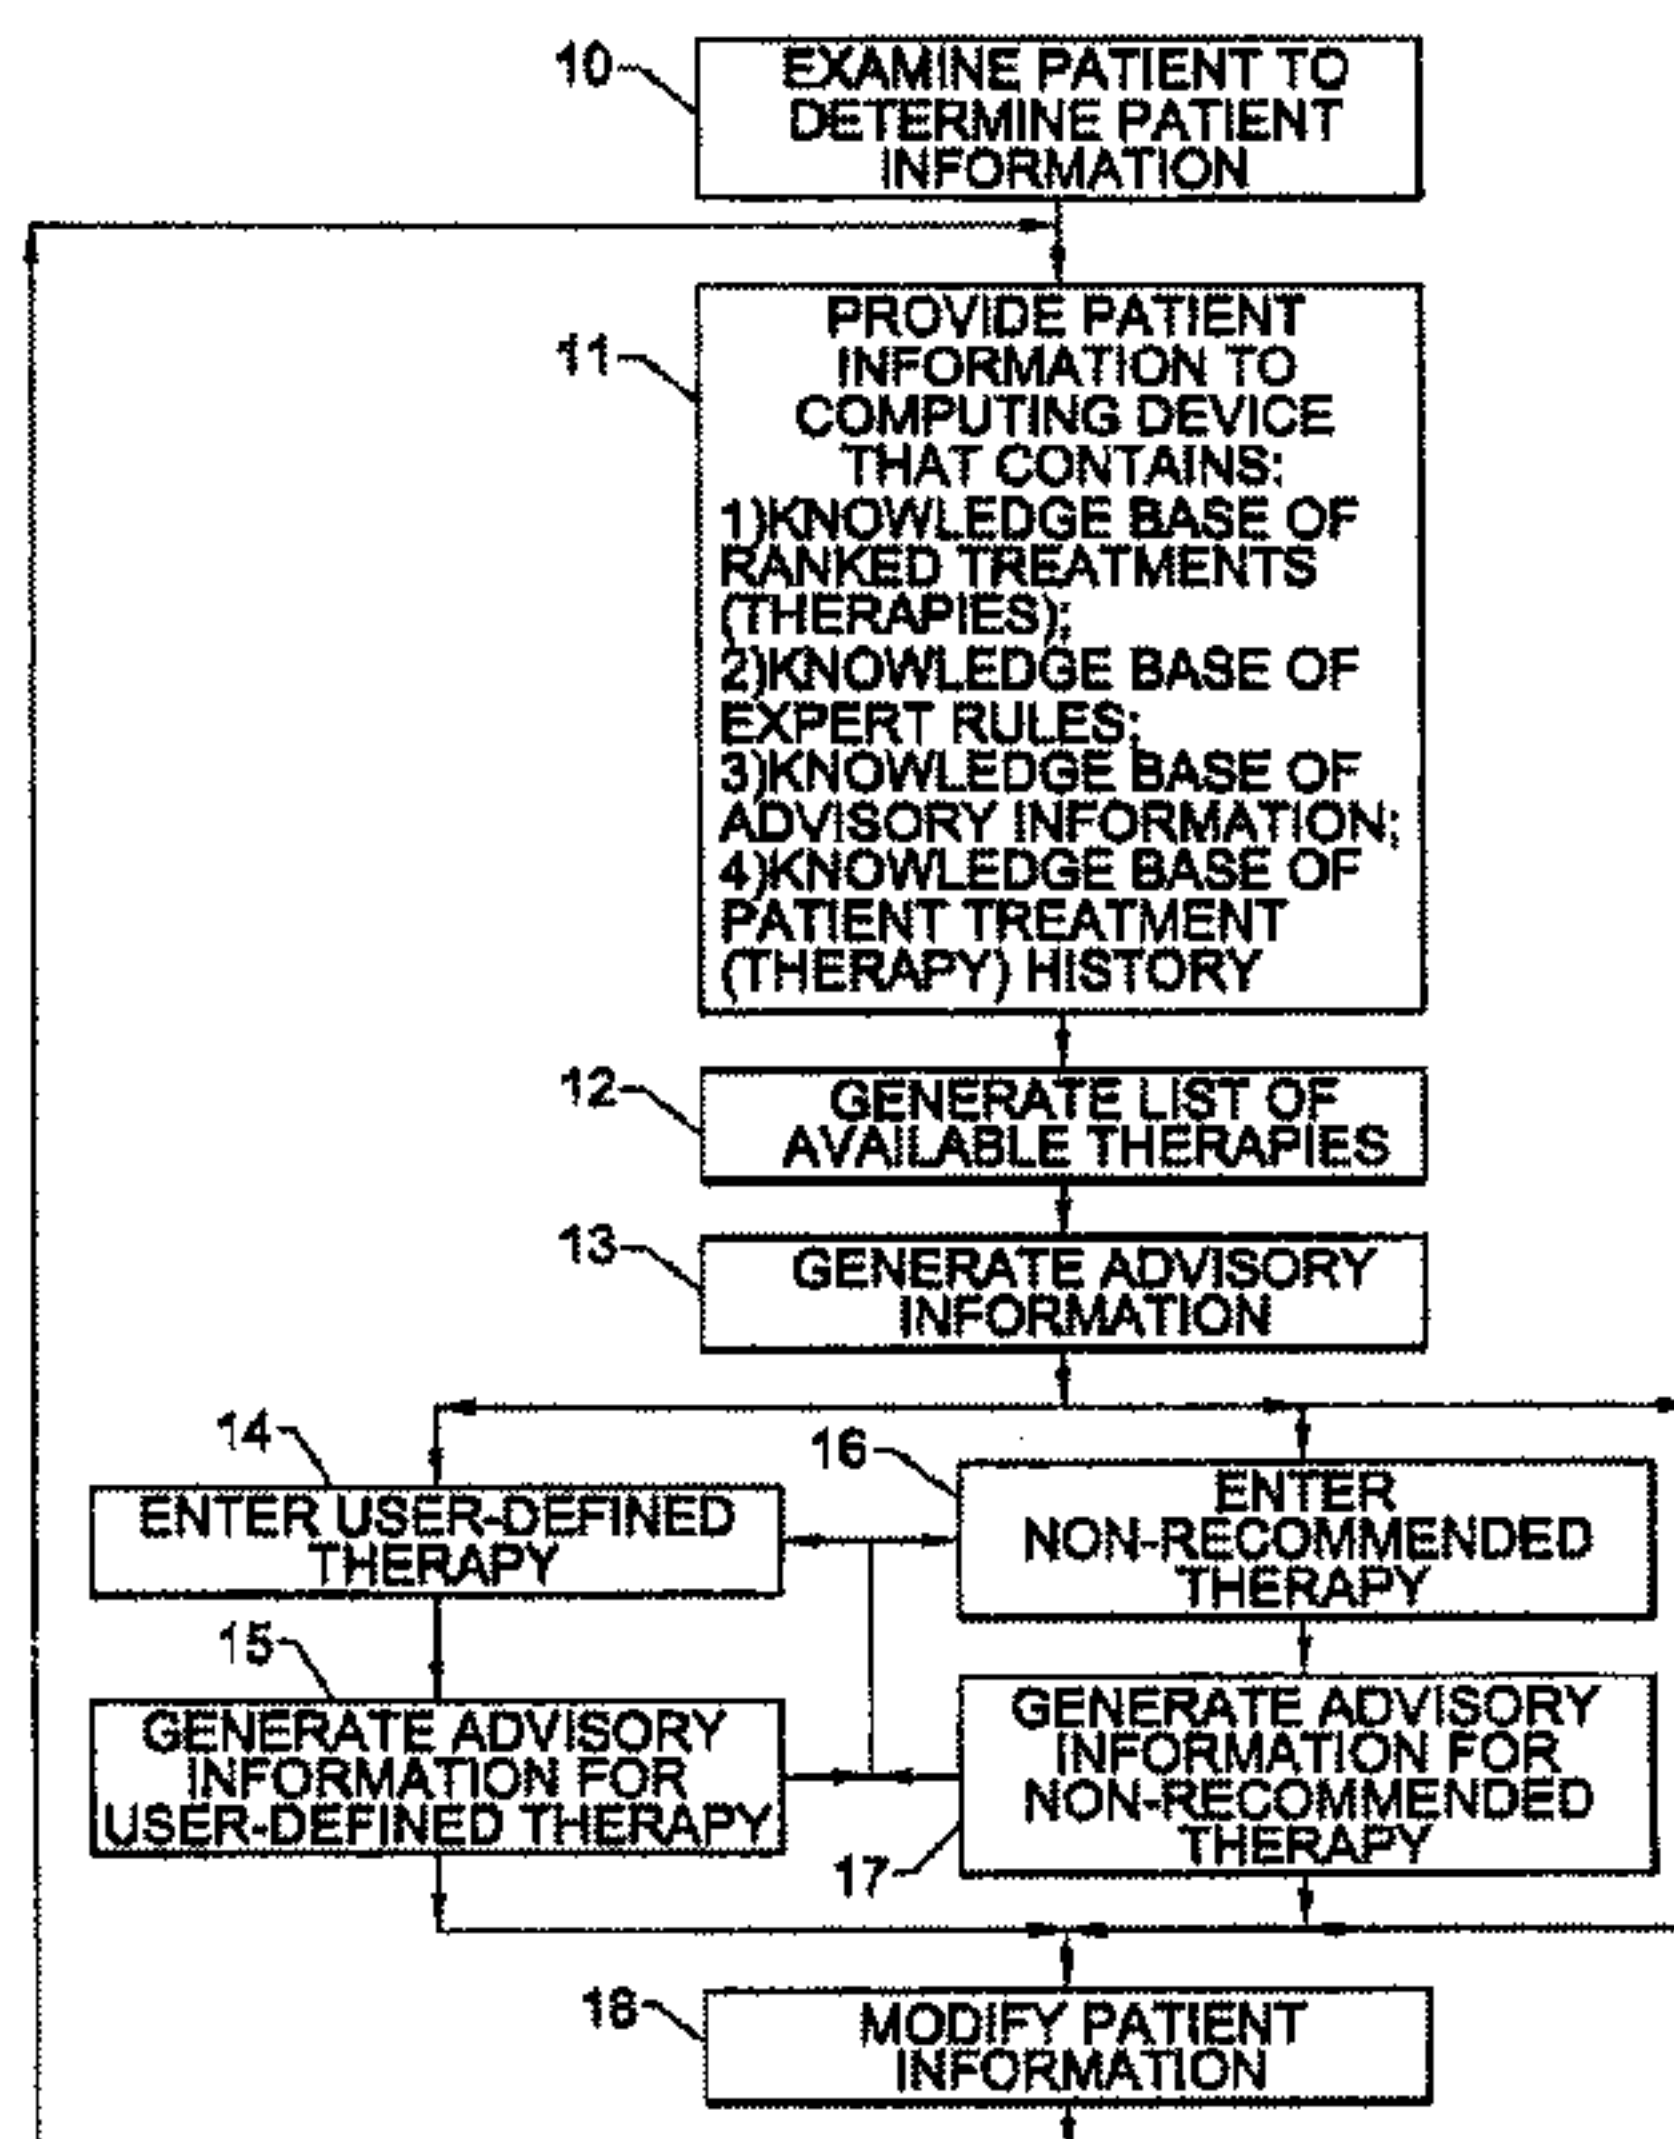 10
EXAMINE PATIENT TO
DETERMINE PATIENT
INFORMATION
11
PROVIDE PATIENT
INFORMATION TO
COMPUTING DEVICE
THAT CONTAINS:
1)KNOWLEDGE BASE OF
RANKED TREATMENTS
(THERAPIES);
2)KNOWLEDGE BASE OF
EXPERT RULES;
3)KNOWLEDGE BASE OF
ADVISORY INFORMATION;
4)KNOWLEDGE BASE OF
PATIENT TREATMENT
(THERAPY) HISTORY
12
GENERATE LIST OF
AVAILABLE THERAPIES
13
GENERATE ADVISORY
INFORMATION
14
ENTER USER-DEFINED
THERAPY
16
ENTER
NON-RECOMMENDED
THERAPY
15
GENERATE ADVISORY
INFORMATION FOR
USER-DEFINED THERAPY
GENERATE ADVISORY
INFORMATION FOR
NON-RECOMMENDED
THERAPY
17
18
MODIFY PATIENT
INFORMATION